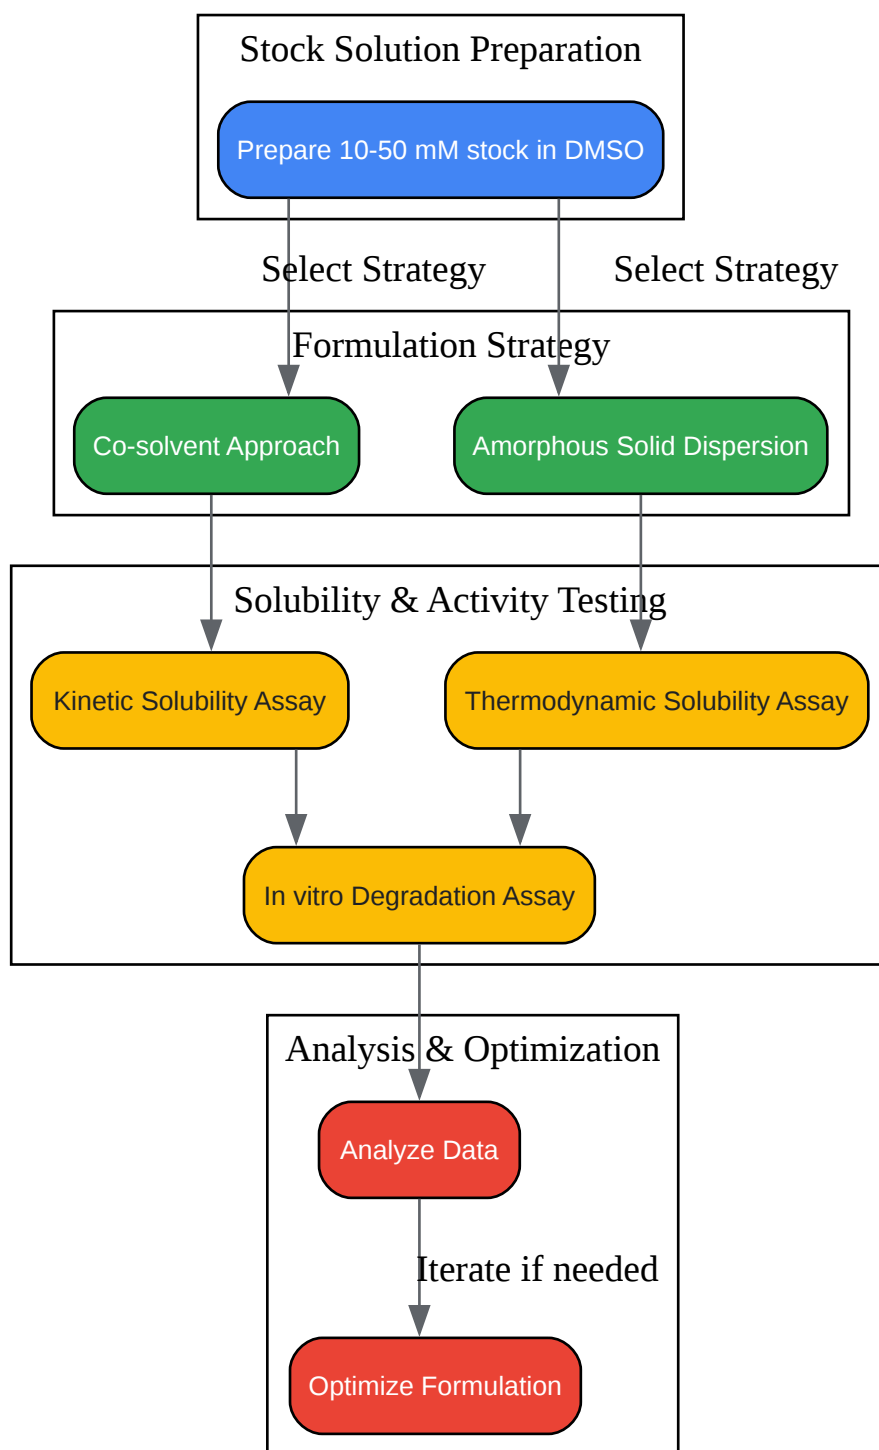 Stock Solution Preparation
Prepare 10-50 mM stock in DMSO
Select Strategy
Select Strategy
Formulation Strategy
Co-solvent Approach
Amorphous Solid Dispersion
Solubility & Activity Testing
Kinetic Solubility Assay
Thermodynamic Solubility Assay
In vitro Degradation Assay
Analysis & Optimization
Analyze Data
Iterate if needed
Optimize Formulation